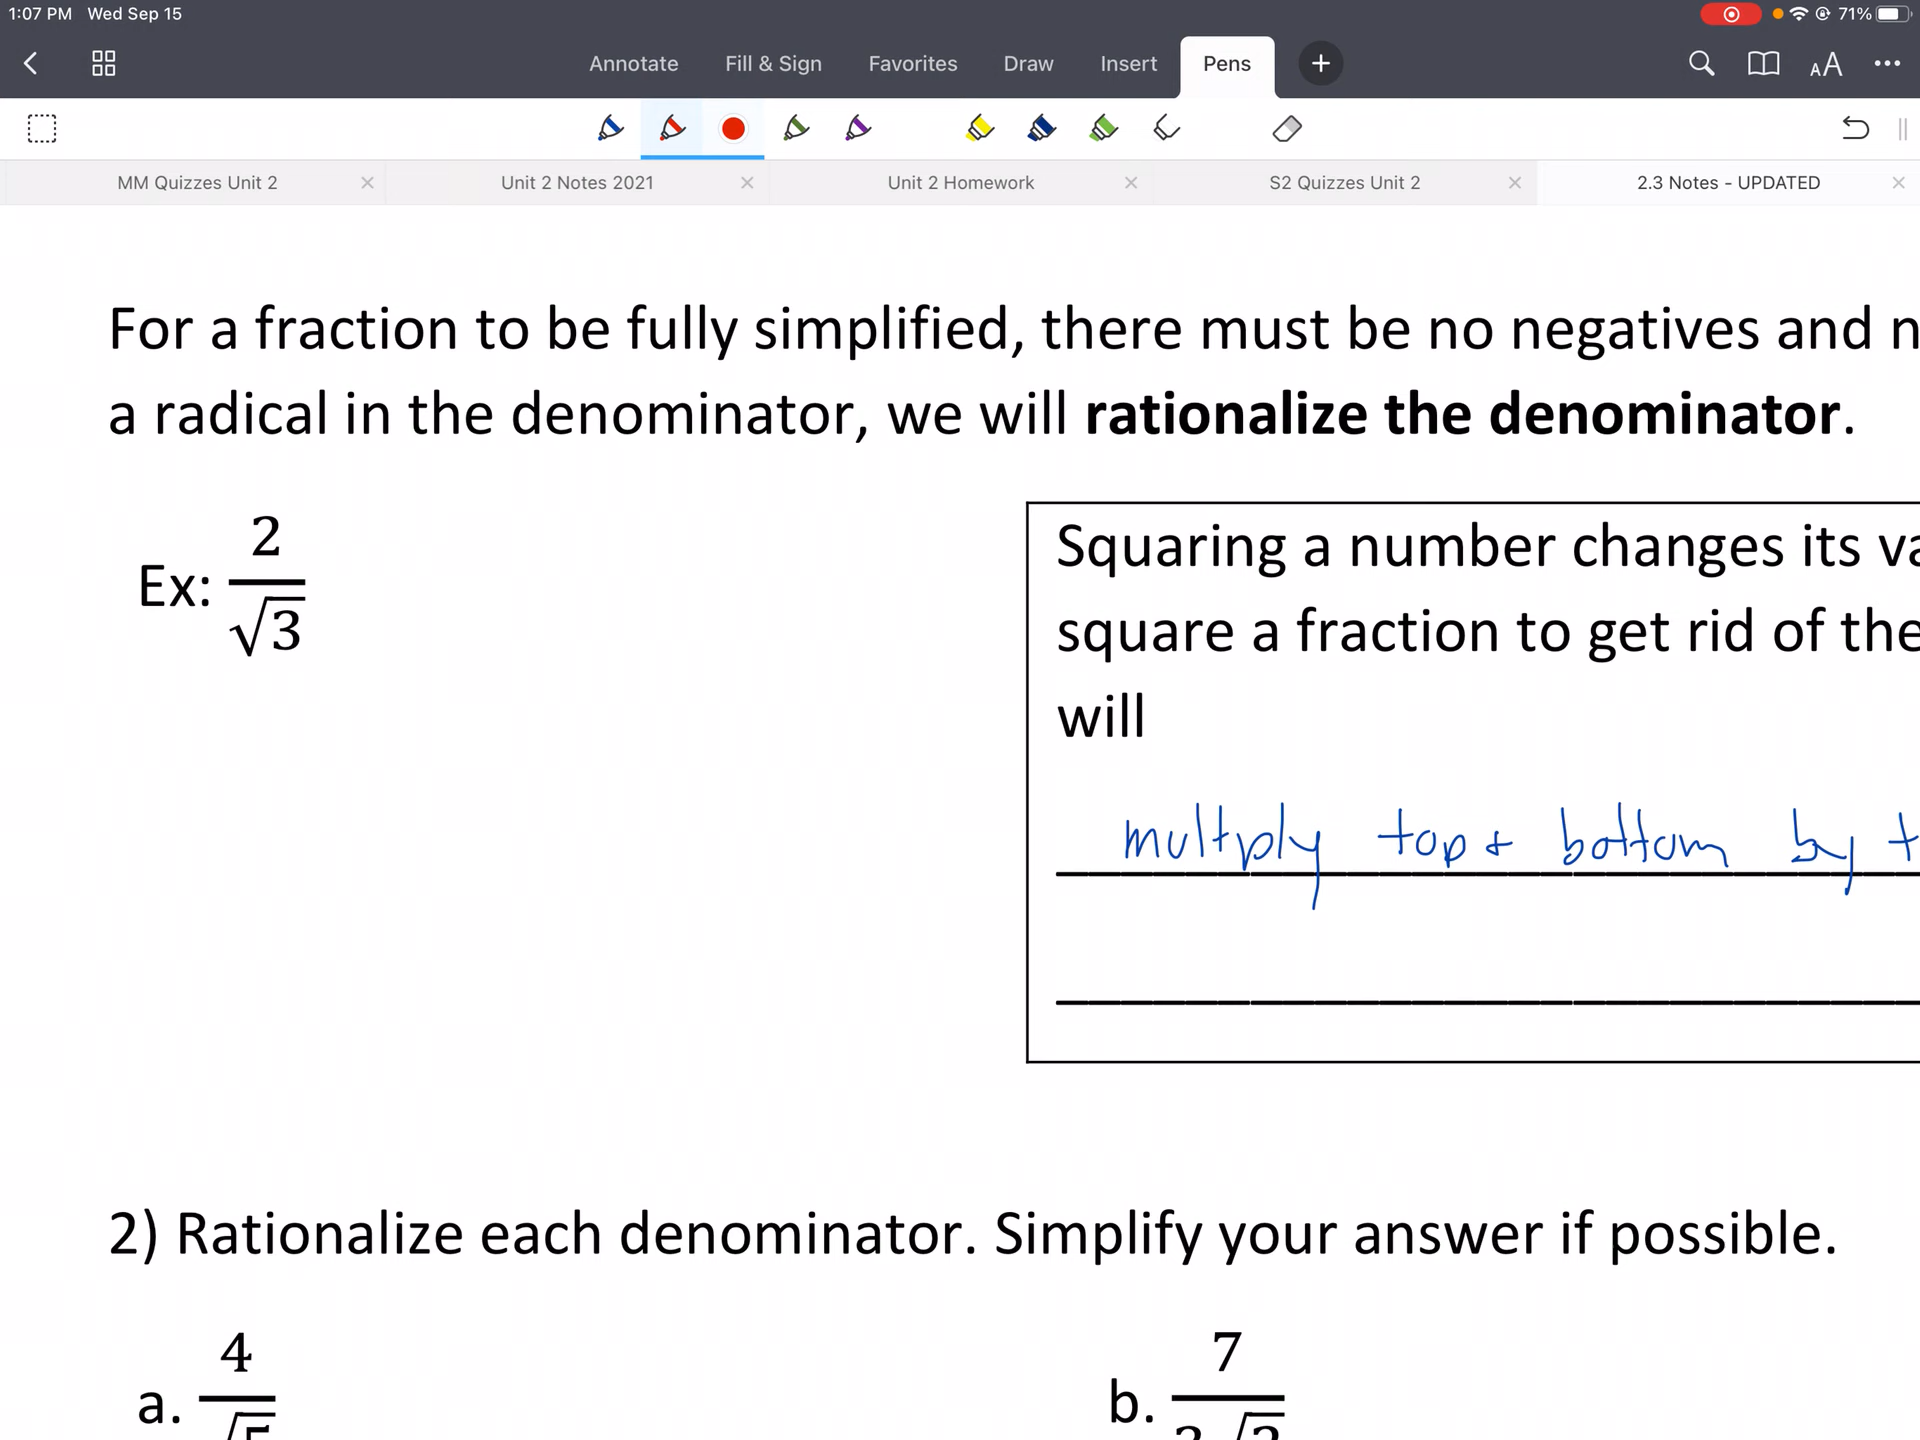 1:07 PM Wed Sep 15 71%
Annotate Fill & Sign Favorites Draw Insert Pens
AA
MM Quizzes Unit 2 Unit 2 Notes 2021 Unit 2 Homework S2 Quizzes Unit 2 2.3 Notes - UPDATED
For a fraction to be fully simplified, there must be no negatives and n
a radical in the denominator, we will rationalize the denominator.
Ex: 2/√3
Squaring a number changes its va
square a fraction to get rid of the
will
multply top + bottom by t
2) Rationalize each denominator. Simplify your answer if possible.
a. 4/√5
b. 7/